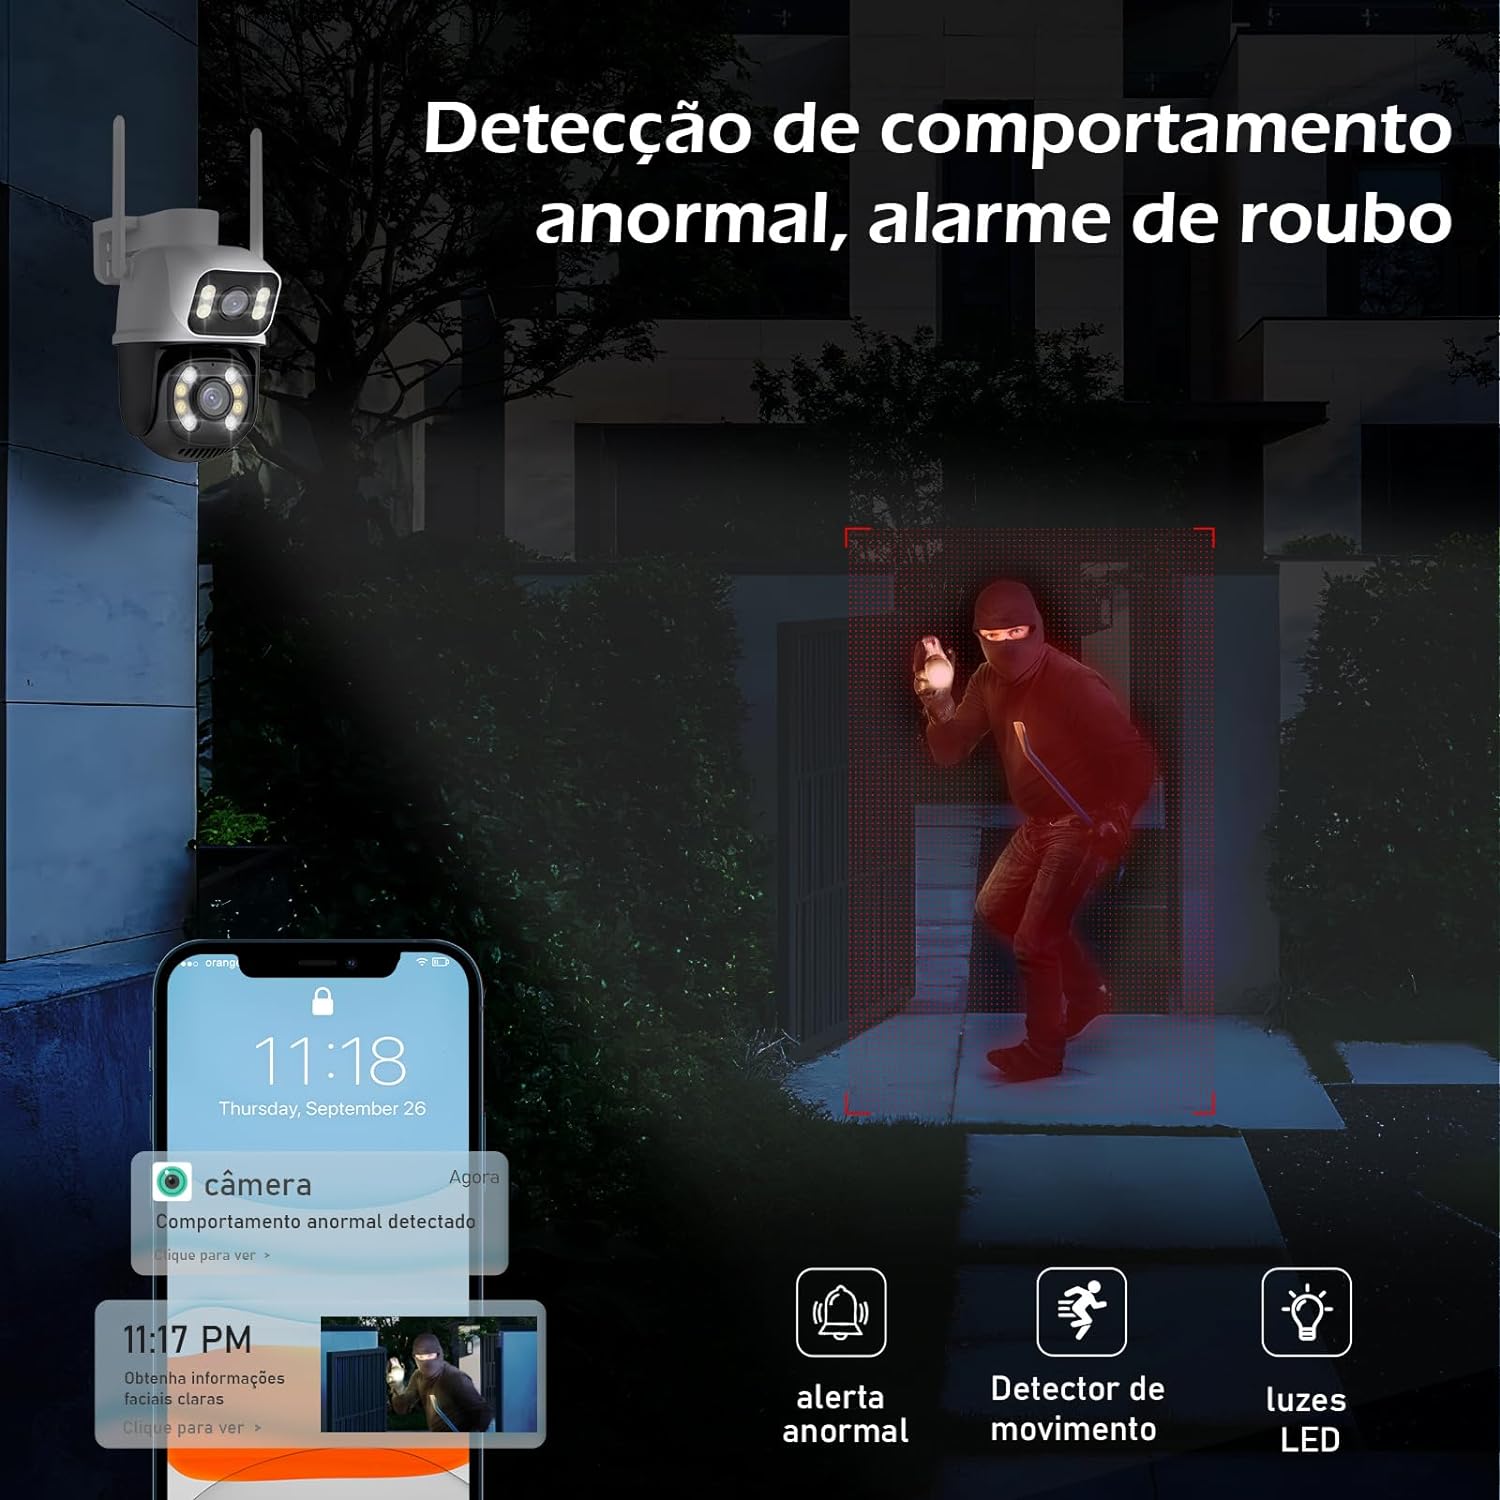 Detecção de comportamento
anormal, alarme de roubo
orange
11:18
Thursday, September 26
câmera
Agora
Comportamento anormal detectado
Clique para ver >
11:17 PM
Obtenha informações
faciais claras
Clique para ver >
alerta
anormal
Detector de
movimento
luzes
LED